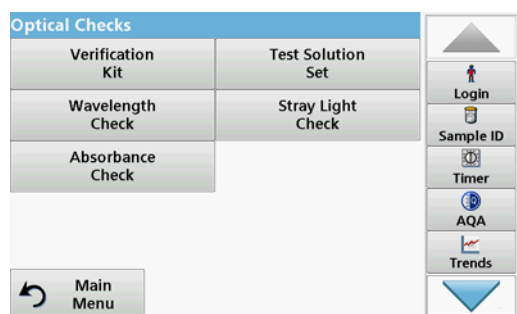 Optical Checks
Verification
Kit
Test Solution
Set
Wavelength
Check
Stray Light
Check
Absorbance
Check
Main
Menu
Login
Sample ID
Timer
AQA
Trends